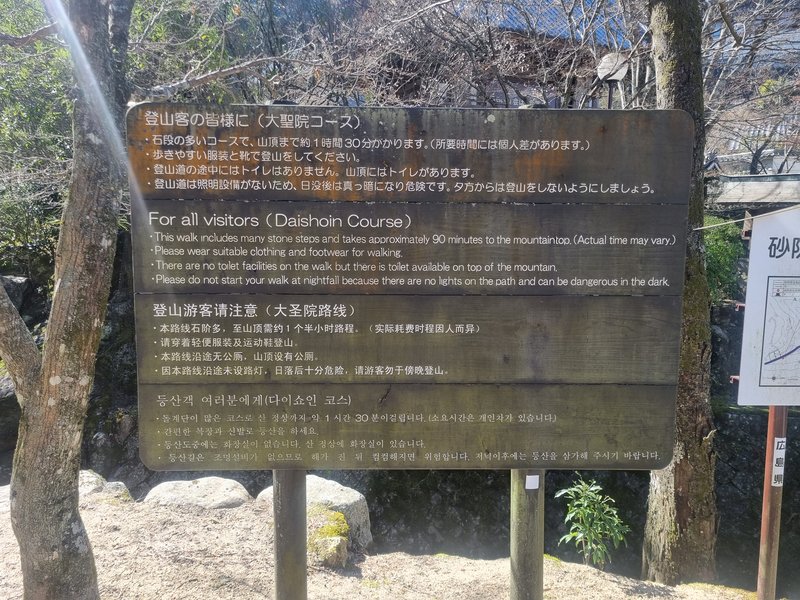 登山客の皆様に（大聖院コース）
・石段の多いコースで、山頂まで約１時間30分かかります。（所要時間には個人差があります。）
・歩きやすい服装と靴で登山をしてください。
・登山道の途中にはトイレはありません。山頂にはトイレがあります。
・登山道は照明設備がないため、日没後は真っ暗になり危険です。夕方からは登山をしないようにしましょう。
For all visitors（Daishoin Course）
・This walk includes many stone steps and takes approximately 90 minutes to the mountaintop. (Actual time may vary.)
・Please wear suitable clothing and footwear for walking.
・There are no toilet facilities on the walk but there is toilet available on top of the mountain.
・Please do not start your walk at nightfall because there are no lights on the path and can be dangerous in the dark.
登山游客请注意（大圣院路线）
・本路线石阶多，至山顶需约１个半小时路程。（实际耗费时程因人而异）
・请穿着轻便服装及运动鞋登山。
・本路线沿途无公厕，山顶设有公厕。
・因本路线沿途未设路灯，日落后十分危险，请游客勿于傍晚登山。
등산객 여러분에게(다이쇼인 코스)
・돌계단이 많은 코스로 산 정상까지 약 1시간 30분이걸립니다.(소요시간은 개인차가 있습니다.)
・간편한 복장과 신발로 등산을 하세요.
・등산도중에는 화장실이 없습니다. 산 정상에 화장실이 있습니다.
・등산길은 조명설비가 없으므로 해가 진 뒤 컴컴해지면 위험합니다. 저녁이후에는 등산을 삼가해 주시기 바랍니다.
砂防
広島県